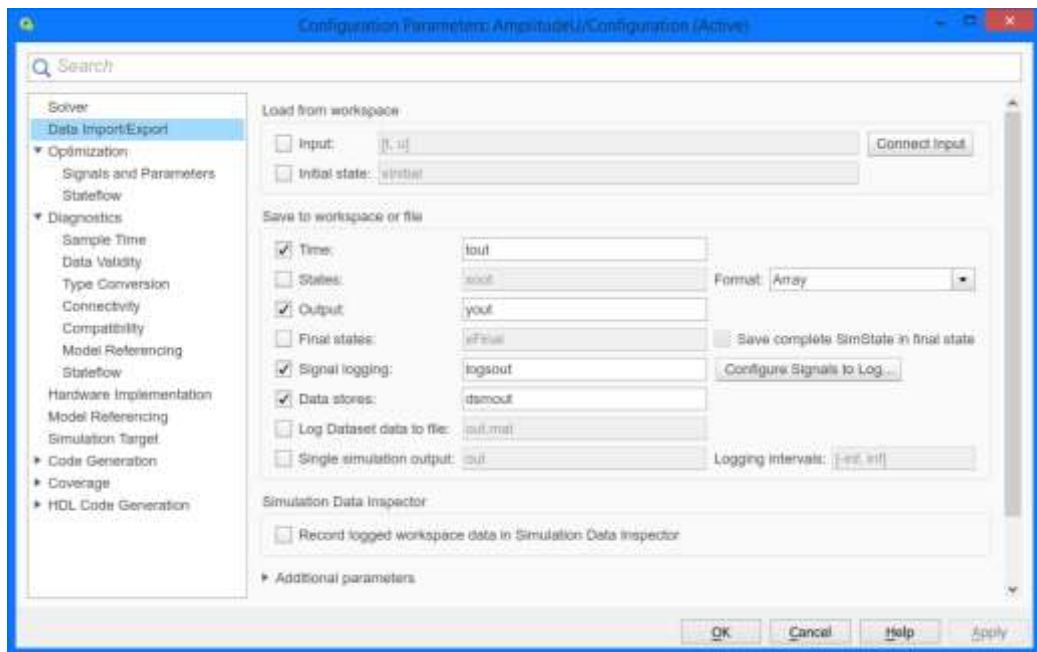 Configuration Parameters: AmplitudeU/Configuration (Active)
Search
Solver
Data Import/Export
Optimization
Signals and Parameters
Stateflow
Diagnostics
Sample Time
Data Validity
Type Conversion
Connectivity
Compatibility
Model Referencing
Stateflow
Hardware Implementation
Model Referencing
Simulation Target
Code Generation
Coverage
HDL Code Generation
Load from workspace
Input: [t, u] Connect Input
Initial state: xInitial
Save to workspace or file
Time: tout
States: xout Format: Array
Output: yout
Final states: xFinal Save complete SimState in final state
Signal logging: logsout Configure Signals to Log...
Data stores: dsmout
Log Dataset data to file: out.mat
Single simulation output: out Logging intervals: [-inf, inf]
Simulation Data Inspector
Record logged workspace data in Simulation Data Inspector
Additional parameters
OK Cancel Help Apply